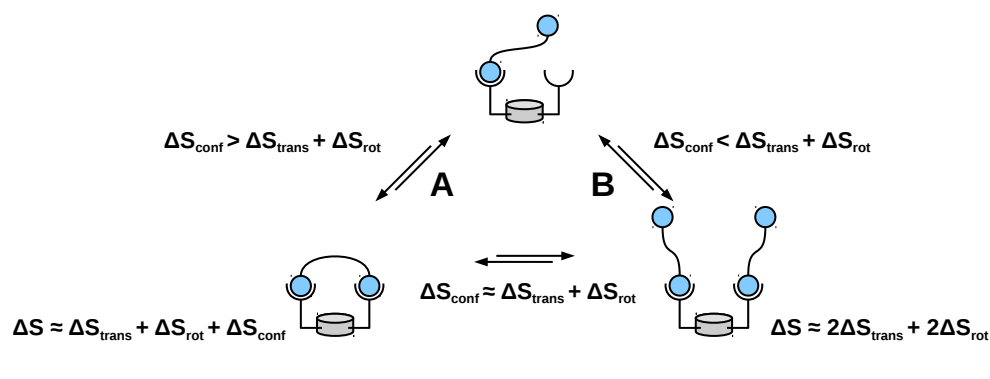 ΔSconf > ΔStrans + ΔSrot
ΔSconf < ΔStrans + ΔSrot
A
B
ΔSconf ≈ ΔStrans + ΔSrot
ΔS ≈ ΔStrans + ΔSrot + ΔSconf
ΔS ≈ 2ΔStrans + 2ΔSrot